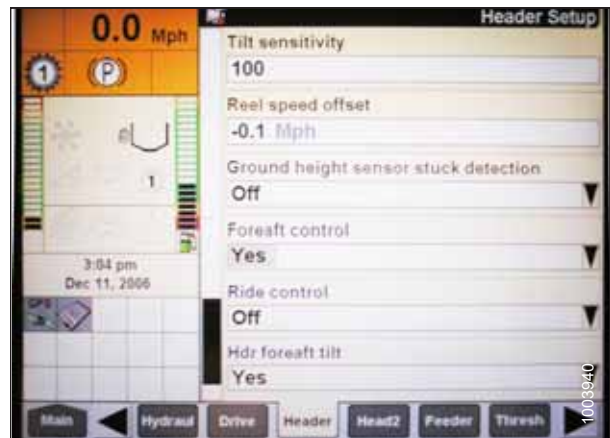 0.0 Mph
Header Setup
1
(P)
Tilt sensitivity
100
Reel speed offset
-0.1 Mph
Ground height sensor stuck detection
Off
1
Foreaft control
Yes
3:04 pm
Dec 11, 2006
Ride control
Off
GPS
Hdr foreaft tilt
Yes
1003940
Main
Hydraul
Drive
Header
Head2
Feeder
Thresh